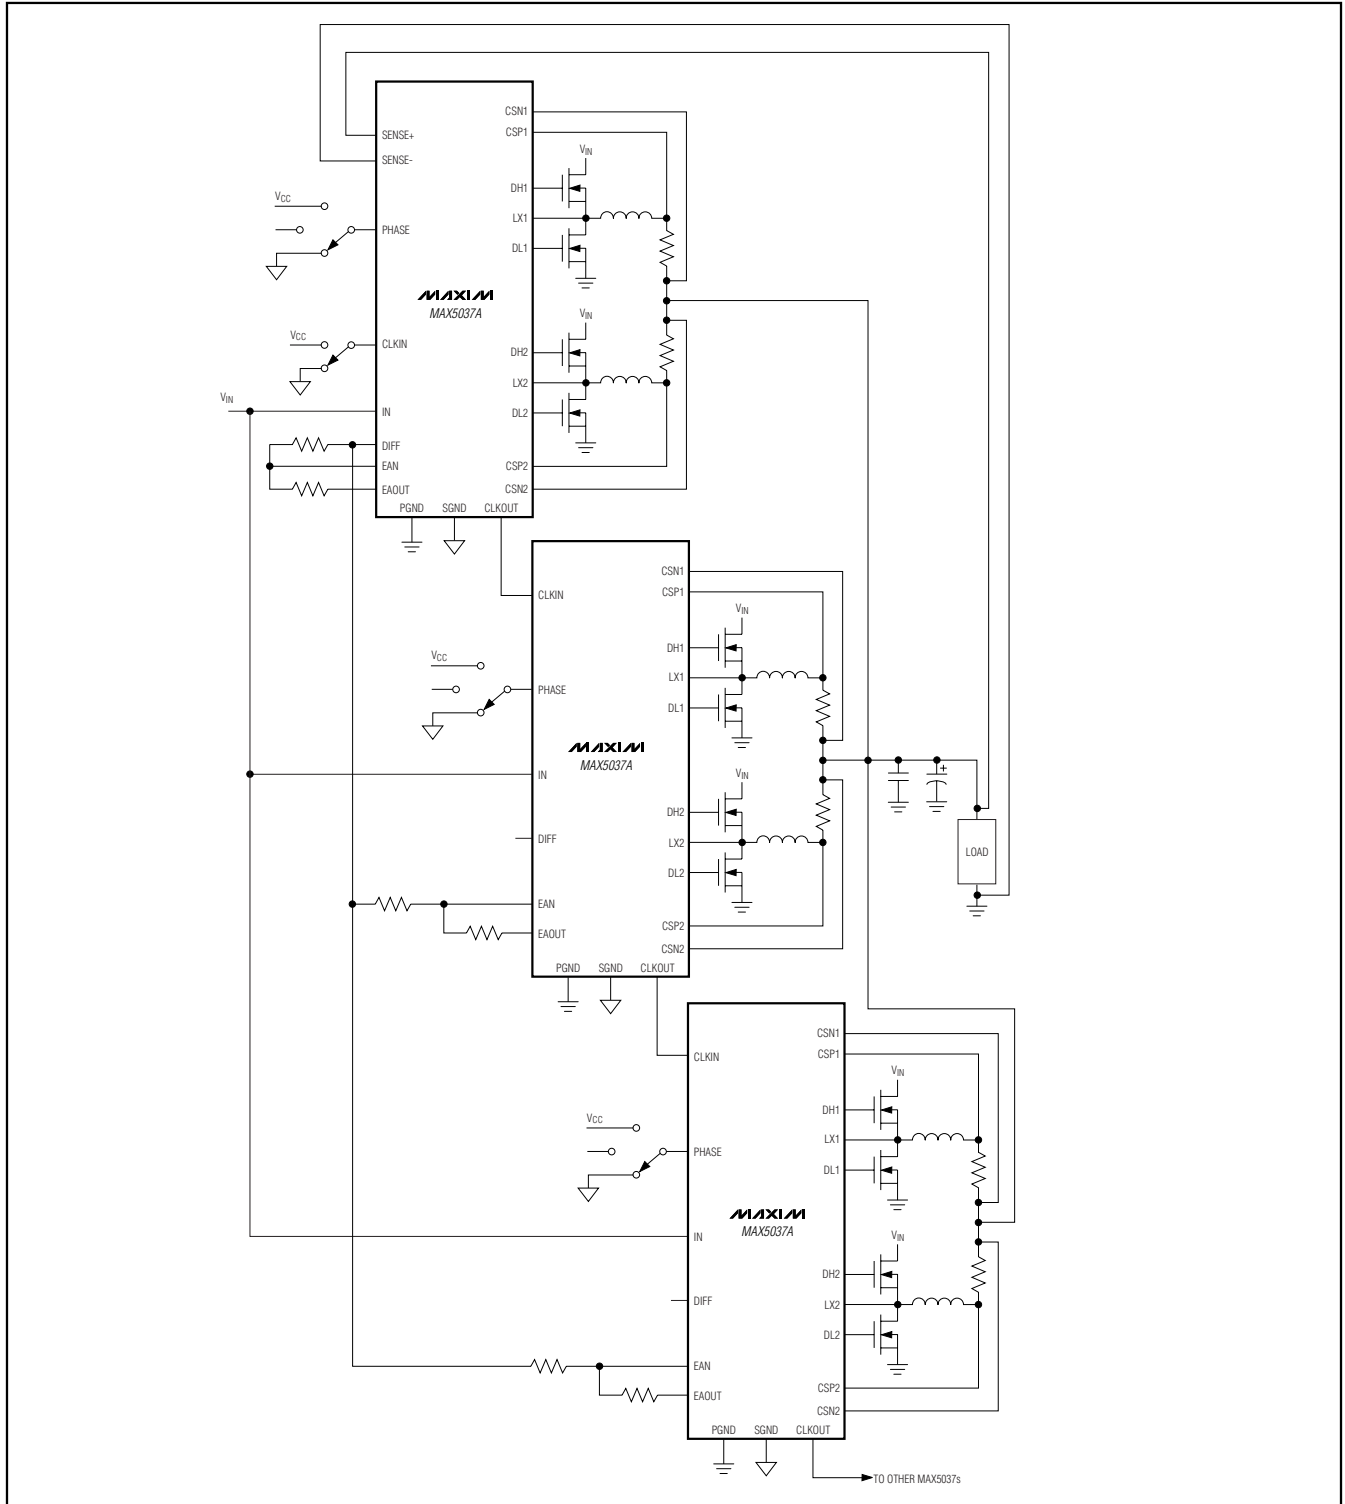 CSN1
SENSE+
CSP1
VIN
SENSE-
DH1
VCC
LX1
PHASE
DL1
MAXIM
MAX5037A
VIN
VCC
CLKIN
DH2
LX2
VIN
IN
DL2
DIFF
EAN
CSP2
EAOUT
CSN2
PGND
SGND
CLKOUT
CSN1
CLKIN
CSP1
VIN
DH1
VCC
LX1
PHASE
DL1
MAXIM
MAX5037A
VIN
IN
+
DH2
DIFF
LX2
LOAD
DL2
EAN
CSP2
EAOUT
CSN2
PGND
SGND
CLKOUT
CSN1
CLKIN
CSP1
VIN
DH1
VCC
LX1
PHASE
DL1
MAXIM
MAX5037A
VIN
IN
DH2
DIFF
LX2
DL2
EAN
CSP2
EAOUT
CSN2
PGND
SGND
CLKOUT
TO OTHER MAX5037s